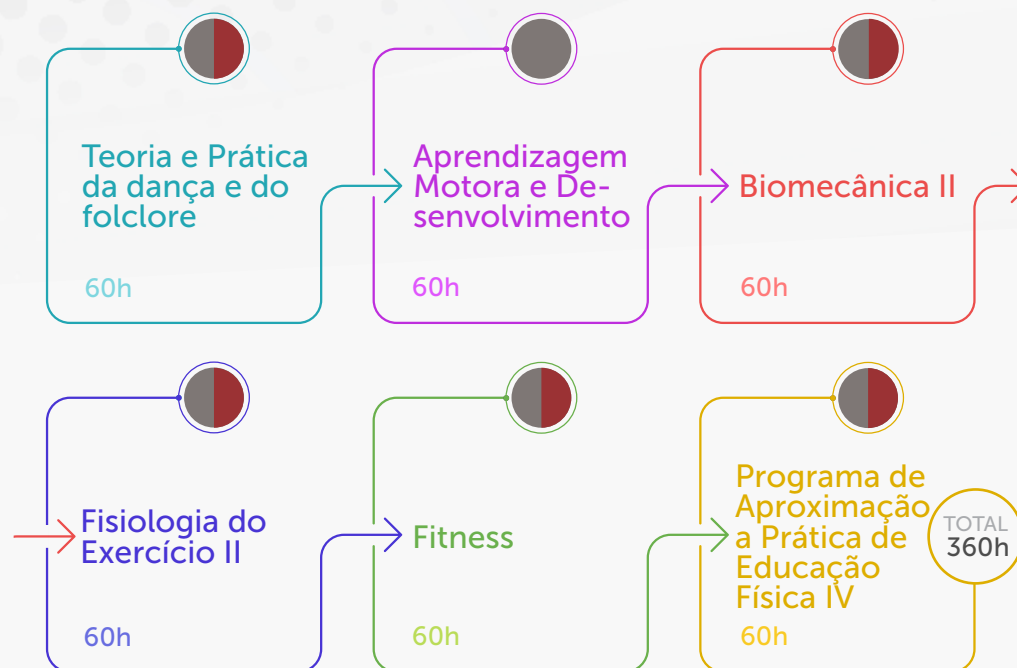 Teoria e Prática
da dança e do
folclore
60h
Aprendizagem
Motora e De-
senvolvimento
60h
Biomecânica II
60h
Fisiologia do
Exercício II
60h
Fitness
60h
Programa de
Aproximação
a Prática de
Educação
Física IV
60h
TOTAL
360h